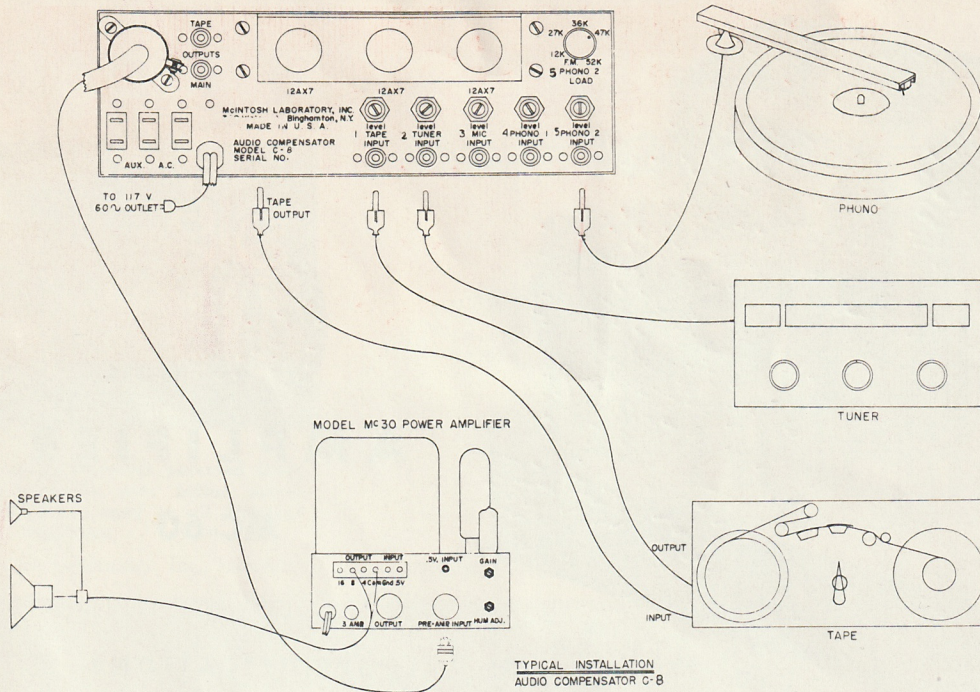 TAPE
OUTPUTS
MAIN
12AX7
12AX7
12AX7
36K
27K
47K
12K
F.M. 52K
5 PHONO 2
LOAD
McINTOSH LABORATORY, INC.
Binghamton, N.Y.
MADE IN U.S.A.
AUDIO COMPENSATOR
MODEL C-8
SERIAL NO.
AUX. A.C.
level
1 TAPE
INPUT
level
2 TUNER
INPUT
level
3 MIC
INPUT
level
4 PHONO 1
INPUT
level
5 PHONO 2
INPUT
TO 117 V
60~ OUTLET
TAPE
OUTPUT
PHONO
TUNER
MODEL Mc30 POWER AMPLIFIER
SPEAKERS
OUTPUT INPUT
16 8 4 Com Gnd .5V
.5V. INPUT
GAIN
3 AMP.
OUTPUT
PRE-AMP. INPUT
HUM ADJ.
OUTPUT
INPUT
TAPE
TYPICAL INSTALLATION
AUDIO COMPENSATOR C-8